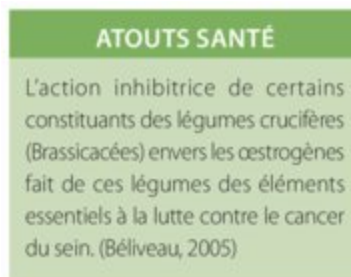 ATOUTS SANTÉ
L'action inhibitrice de certains
constituants des légumes crucifères
(Brassicacées) envers les œstrogènes
fait de ces légumes des éléments
essentiels à la lutte contre le cancer
du sein. (Béliveau, 2005)